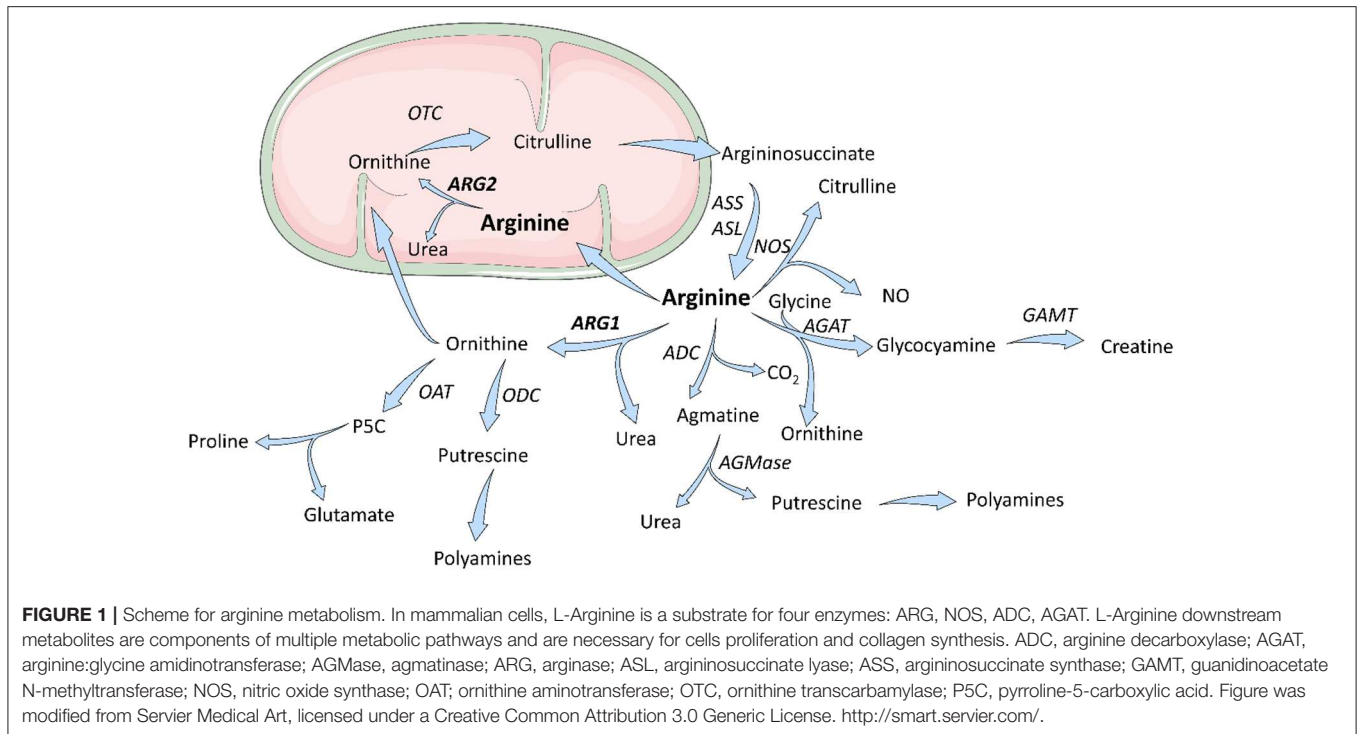 OTC
Citrulline
Ornithine
Argininosuccinate
ARG2
Citrulline
ASS
Arginine
ASL
NOS
Urea
Arginine
Glycine
NO
ARG1
AGAT
GAMT
Ornithine
ADC
Glycocyamine
Creatine
CO2
OAT
ODC
Agmatine
P5C
Proline
Urea
Ornithine
Putrescine
AGMase
Glutamate
Urea
Putrescine
Polyamines
Polyamines
FIGURE 1 | Scheme for arginine metabolism. In mammalian cells, L-Arginine is a substrate for four enzymes: ARG, NOS, ADC, AGAT. L-Arginine downstream
metabolites are components of multiple metabolic pathways and are necessary for cells proliferation and collagen synthesis. ADC, arginine decarboxylase; AGAT,
arginine:glycine amidinotransferase; AGMase, agmatinase; ARG, arginase; ASL, argininosuccinate lyase; ASS, argininosuccinate synthase; GAMT, guanidinoacetate
N-methyltransferase; NOS, nitric oxide synthase; OAT; ornithine aminotransferase; OTC, ornithine transcarbamylase; P5C, pyrroline-5-carboxylic acid. Figure was
modified from Servier Medical Art, licensed under a Creative Common Attribution 3.0 Generic License. http://smart.servier.com/.